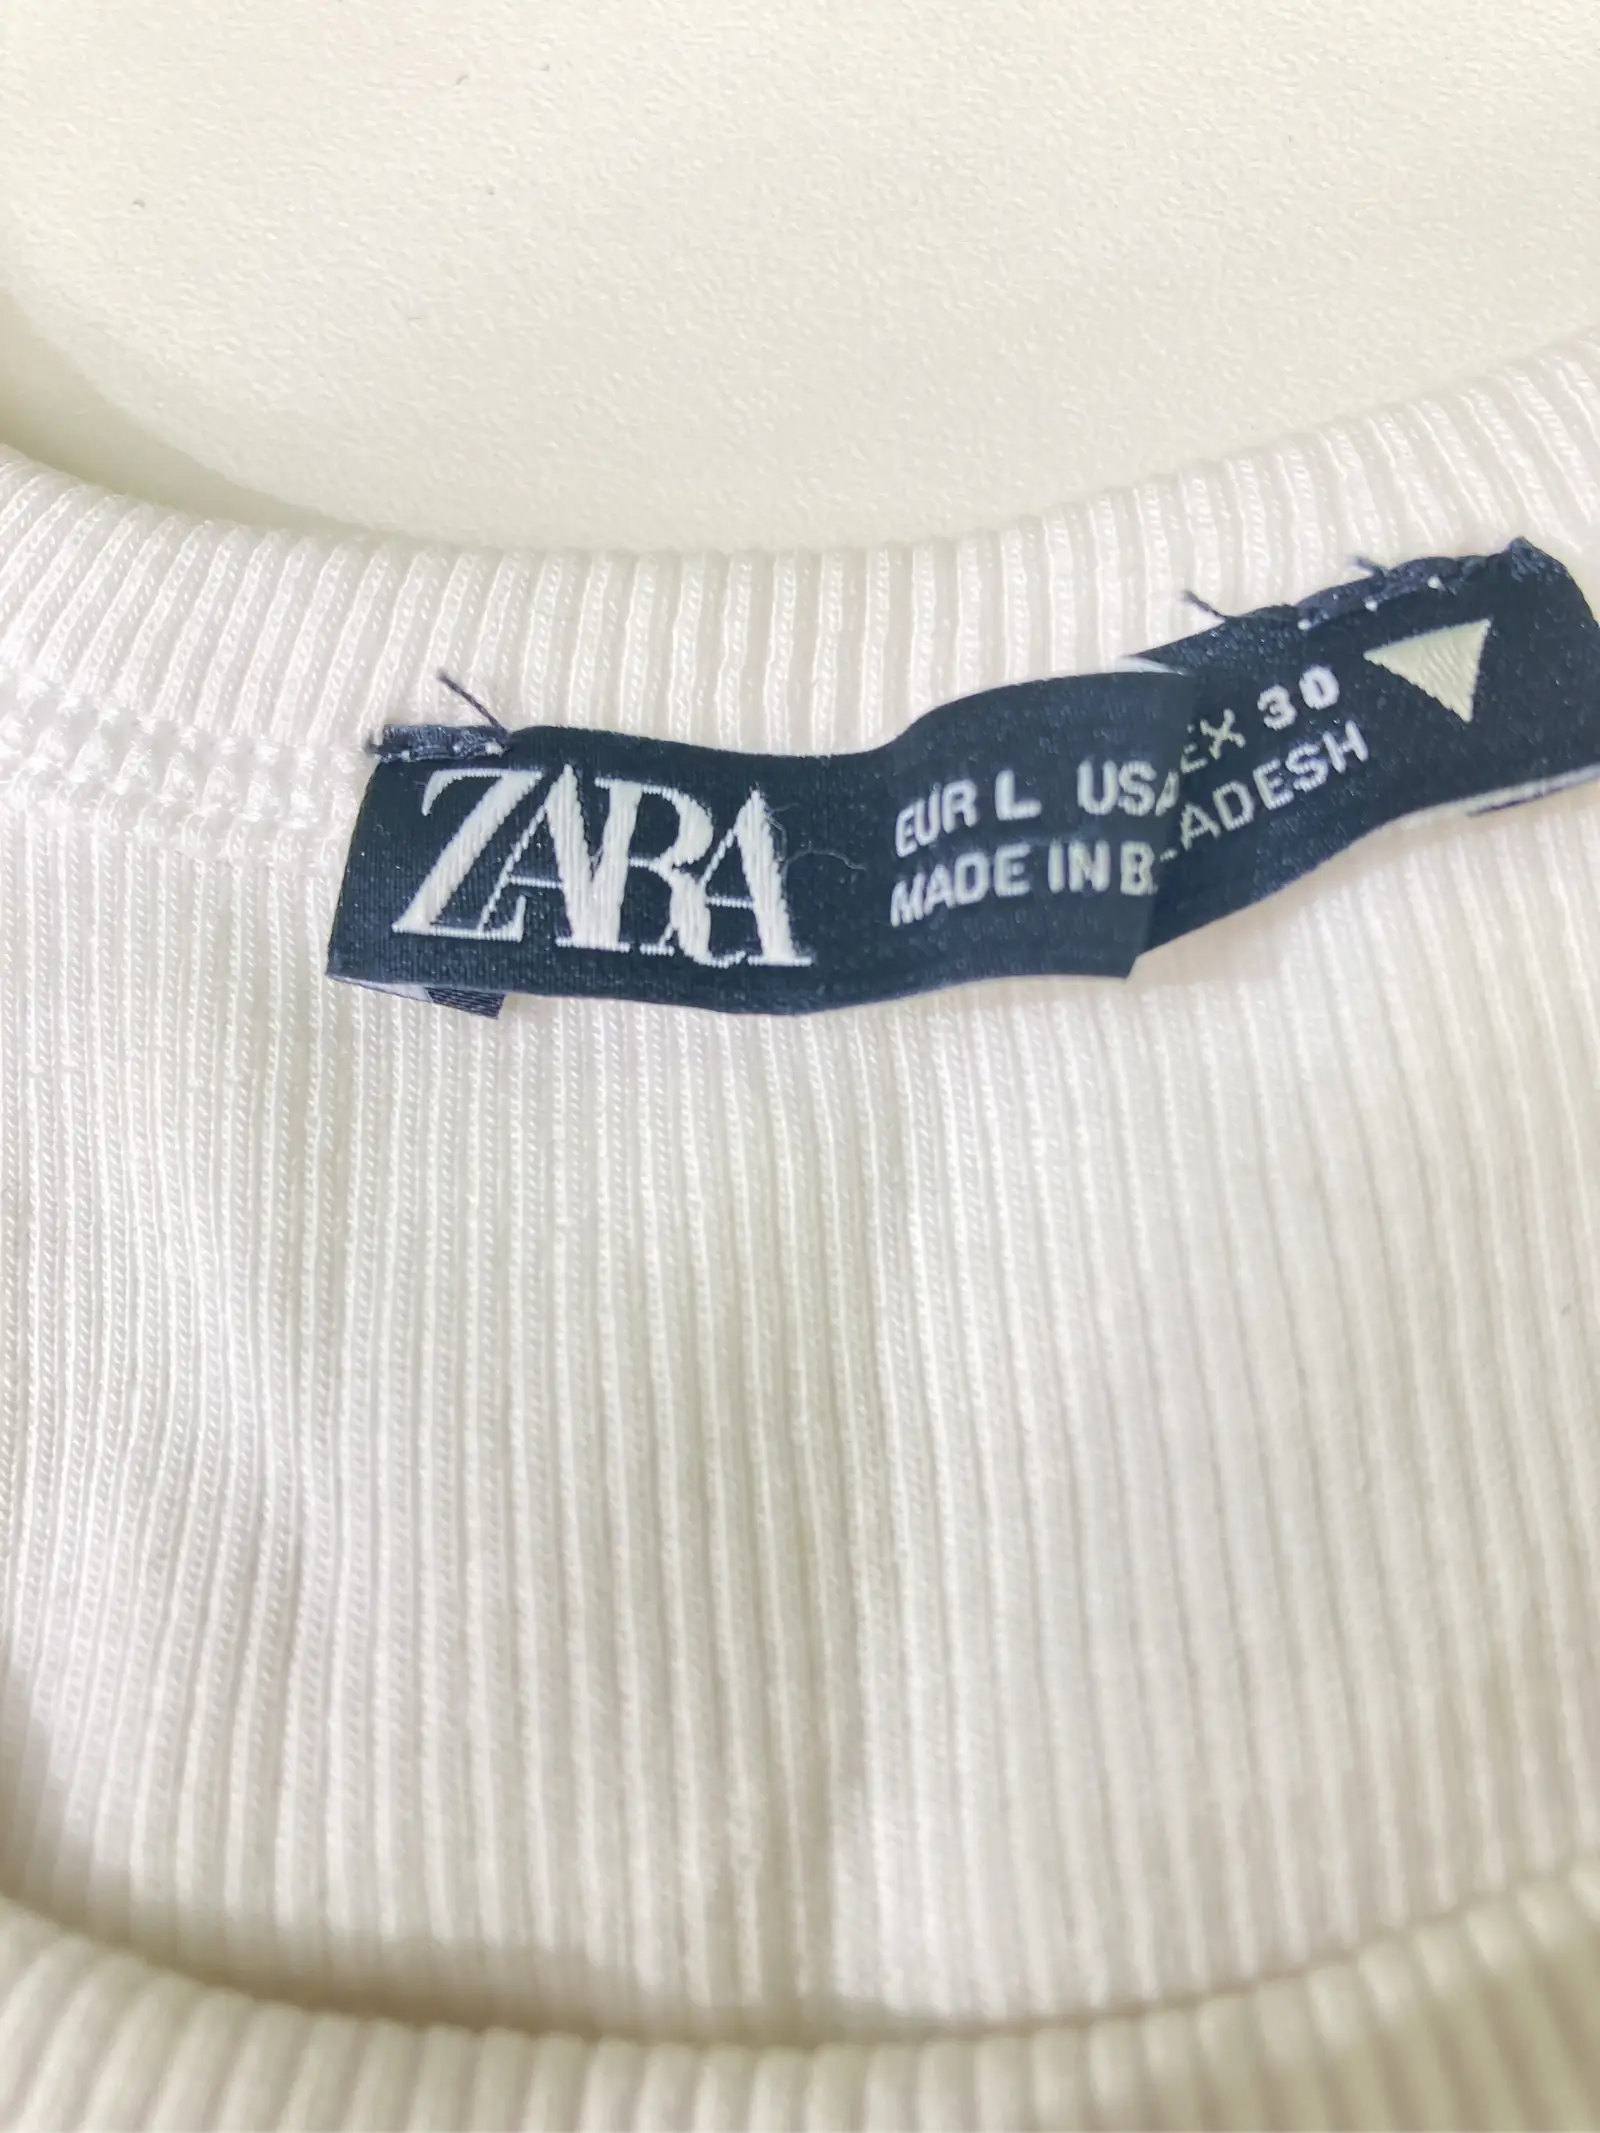 ZARA
EUR L USA EX 30
MADE IN B ADESH